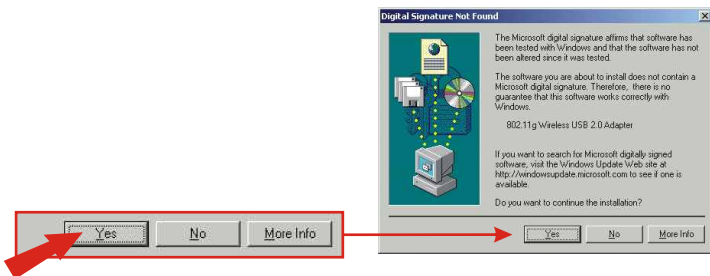 Digital Signature Not Found
The Microsoft digital signature affirms that software has
been tested with Windows and that the software has not
been altered since it was tested.
The software you are about to install does not contain a
Microsoft digital signature. Therefore, there is no
guarantee that this software works correctly with
Windows.
802.11g Wireless USB 2.0 Adapter
If you want to search for Microsoft digitally signed
software, visit the Windows Update Web site at
http://windowsupdate.microsoft.com to see if one is
available.
Do you want to continue the installation?
Yes No More Info
Yes No More Info